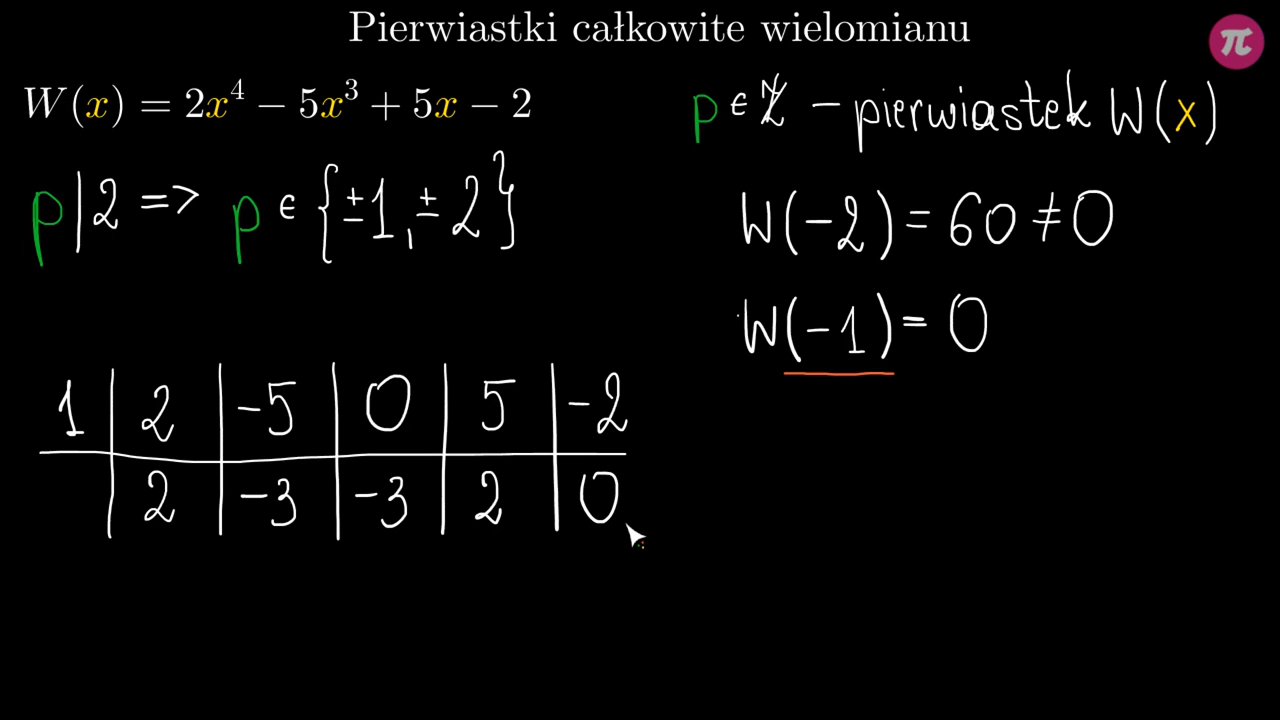 Pierwiastki całkowite wielomianu
π
W(x) = 2x⁴ − 5x³ + 5x − 2
p|2 => p ∈ {±1, ±2}
p ∈ ℤ − pierwiastek W(x)
W(−2) = 60 ≠ 0
W(−1) = 0
1 | 2 | −5 | 0 | 5 | −2
2 | −3 | −3 | 2 | 0